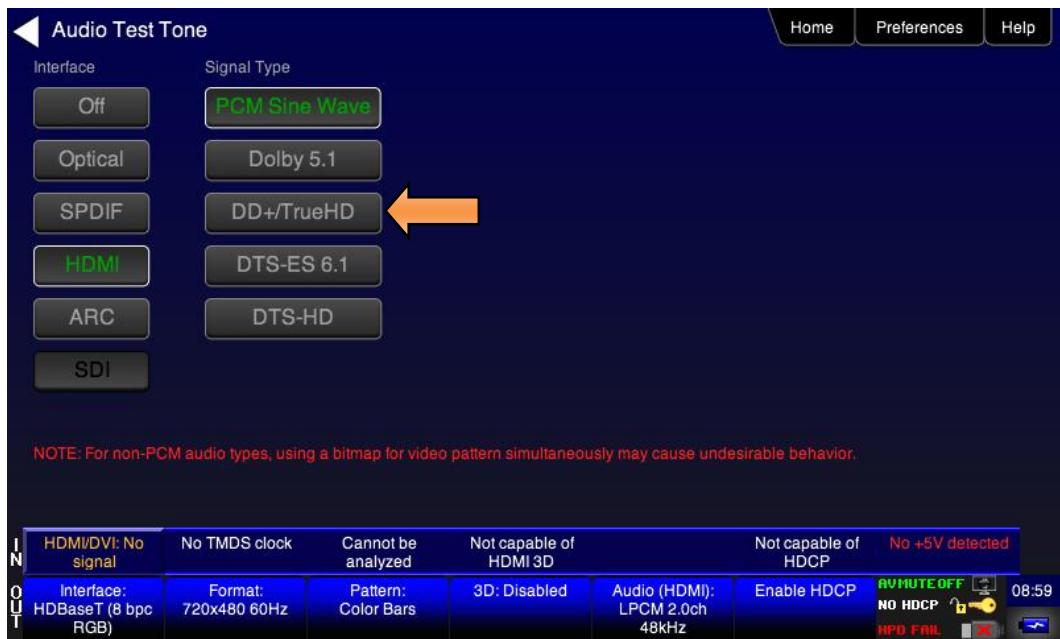 Audio Test Tone
Home
Preferences
Help
Interface
Signal Type
Off
PCM Sine Wave
Optical
Dolby 5.1
SPDIF
DD+/TrueHD
HDMI
DTS-ES 6.1
ARC
DTS-HD
SDI
NOTE: For non-PCM audio types, using a bitmap for video pattern simultaneously may cause undesirable behavior.
IN
HDMI/DVI: No
signal
No TMDS clock
Cannot be
analyzed
Not capable of
HDMI 3D
Not capable of
HDCP
No +5V detected
OUT
Interface:
HDBaseT (8 bpc
RGB)
Format:
720x480 60Hz
Pattern:
Color Bars
3D: Disabled
Audio (HDMI):
LPCM 2.0ch
48kHz
Enable HDCP
AVMUTEOFF
NO HDCP
HPD FAIL
08:59